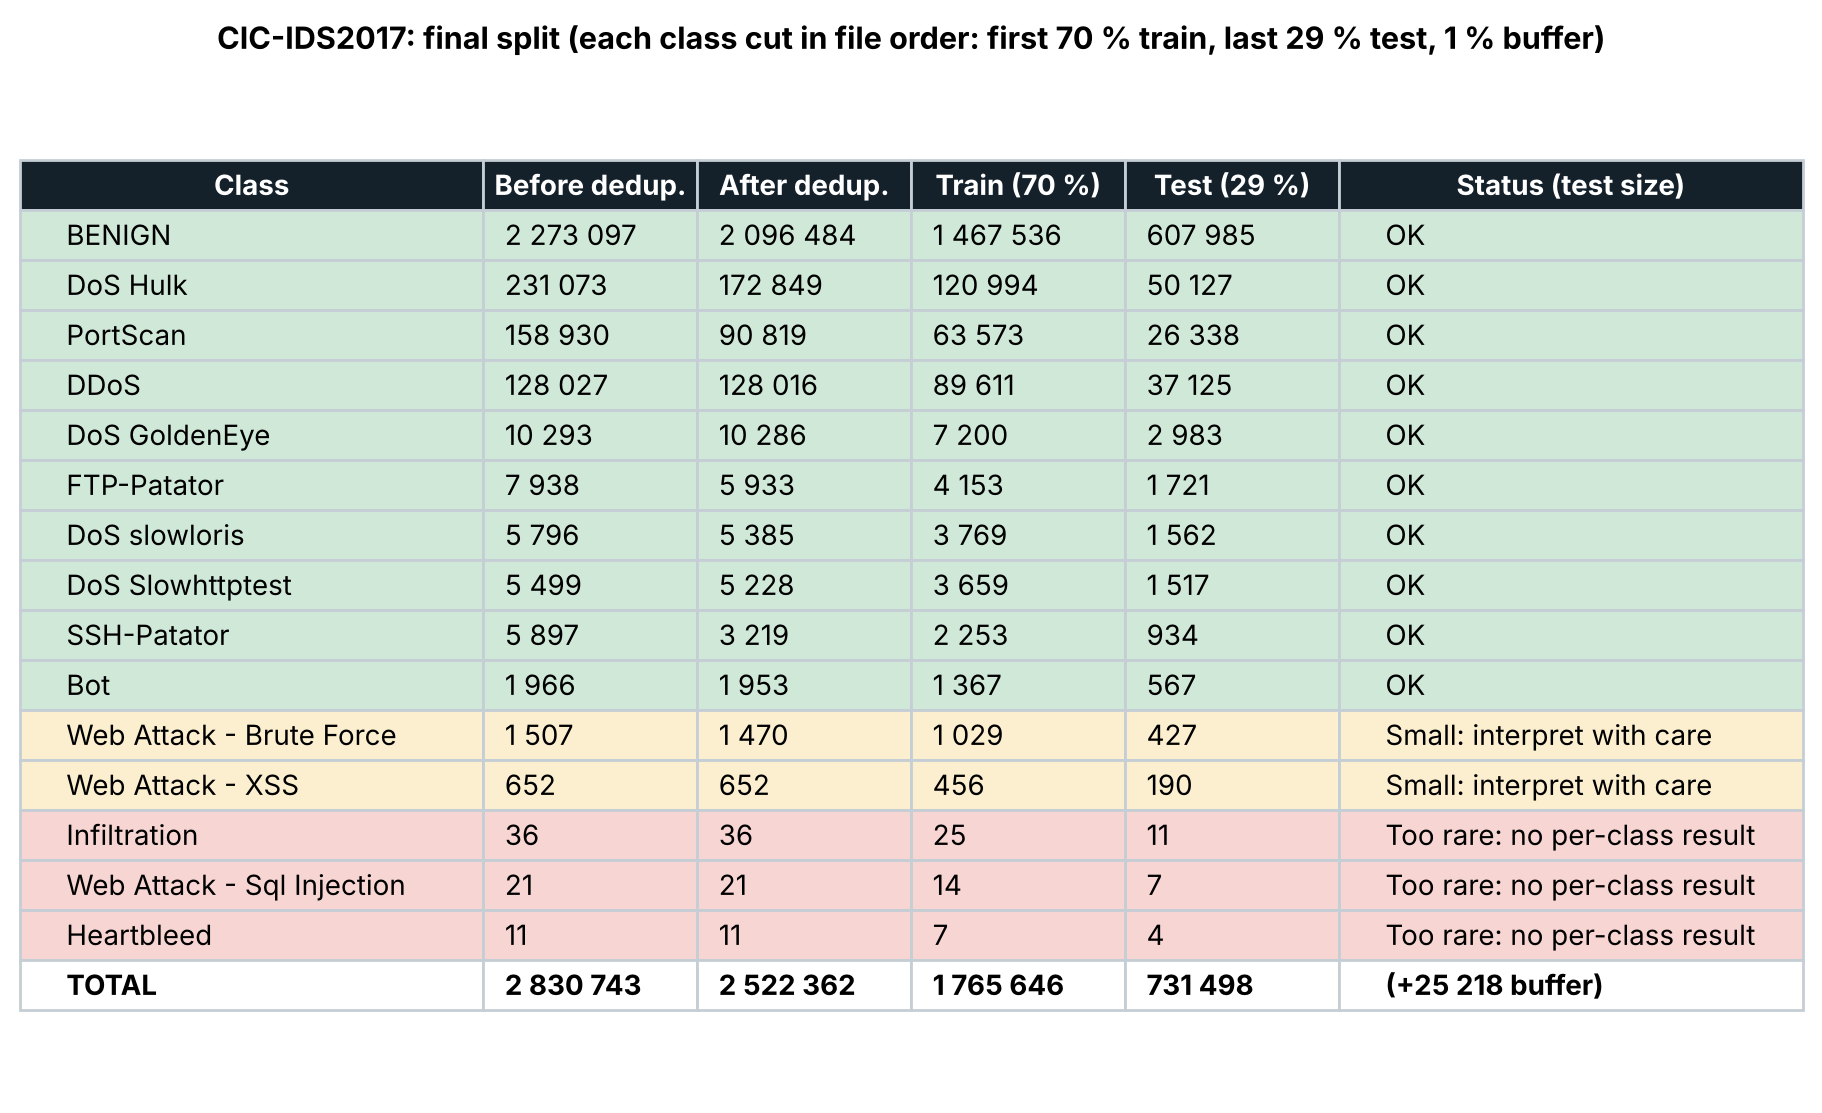 CIC-IDS2017: final split (each class cut in file order: first 70 % train, last 29 % test, 1 % buffer)
Class Before dedup. After dedup. Train (70 %) Test (29 %) Status (test size)
BENIGN 2 273 097 2 096 484 1 467 536 607 985 OK
DoS Hulk 231 073 172 849 120 994 50 127 OK
PortScan 158 930 90 819 63 573 26 338 OK
DDoS 128 027 128 016 89 611 37 125 OK
DoS GoldenEye 10 293 10 286 7 200 2 983 OK
FTP-Patator 7 938 5 933 4 153 1 721 OK
DoS slowloris 5 796 5 385 3 769 1 562 OK
DoS Slowhttptest 5 499 5 228 3 659 1 517 OK
SSH-Patator 5 897 3 219 2 253 934 OK
Bot 1 966 1 953 1 367 567 OK
Web Attack - Brute Force 1 507 1 470 1 029 427 Small: interpret with care
Web Attack - XSS 652 652 456 190 Small: interpret with care
Infiltration 36 36 25 11 Too rare: no per-class result
Web Attack - Sql Injection 21 21 14 7 Too rare: no per-class result
Heartbleed 11 11 7 4 Too rare: no per-class result
TOTAL 2 830 743 2 522 362 1 765 646 731 498 (+25 218 buffer)